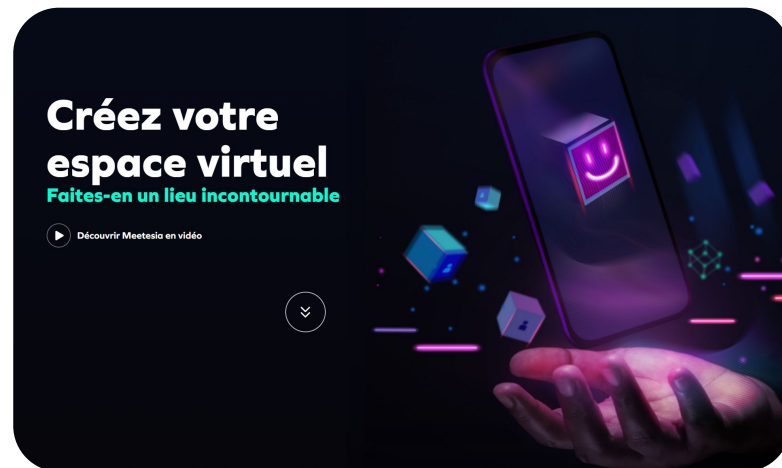 Créez votre
espace virtuel
Faites-en un lieu incontournable
Découvrir Meetesia en vidéo